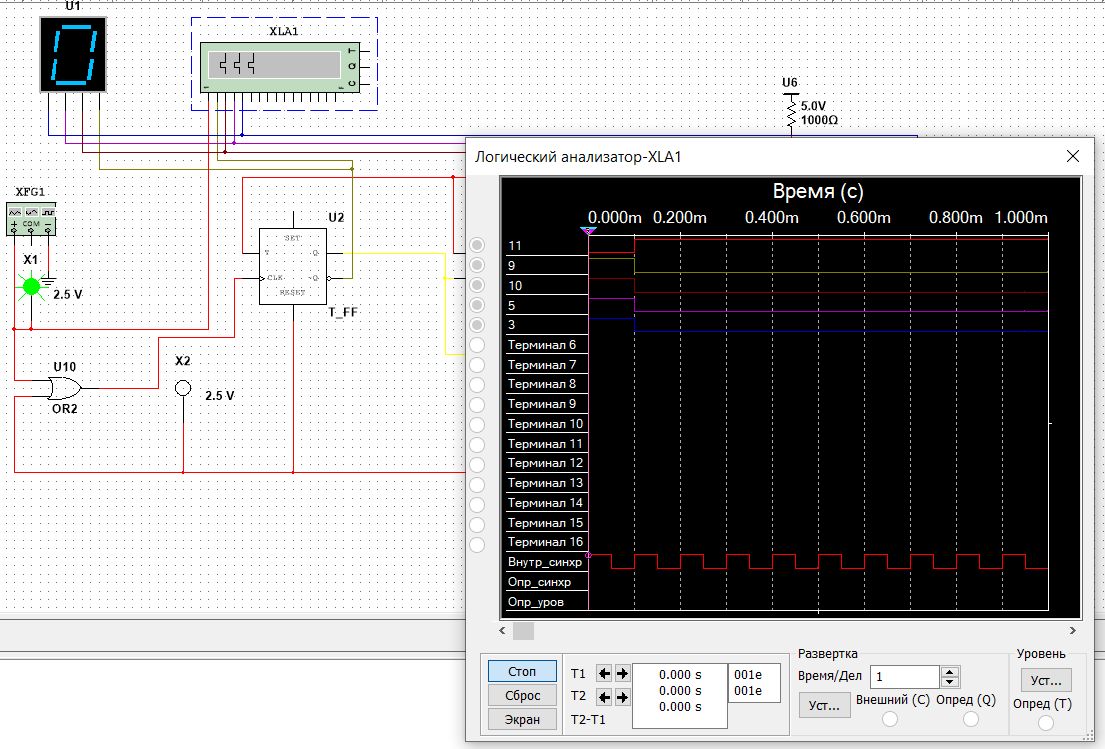 U1
XLA1
T
Q
C
U6
5.0V
1000Ω
Логический анализатор-XLA1
Время (с)
0.000m 0.200m 0.400m 0.600m 0.800m 1.000m
XFG1
COM
X1
2.5 V
U2
SET
T Q
CLK ~Q
RESET
T_FF
U10
OR2
X2
2.5 V
11
9
10
5
3
Терминал 6
Терминал 7
Терминал 8
Терминал 9
Терминал 10
Терминал 11
Терминал 12
Терминал 13
Терминал 14
Терминал 15
Терминал 16
Внутр_синхр
Опр_синхр
Опр_уров
Стоп
Сброс
Экран
T1
T2
T2-T1
0.000 s
0.000 s
0.000 s
001e
001e
Развертка
Время/Дел 1
Уст...
Внешний (C) Опред (Q)
Уровень
Уст...
Опред (T)